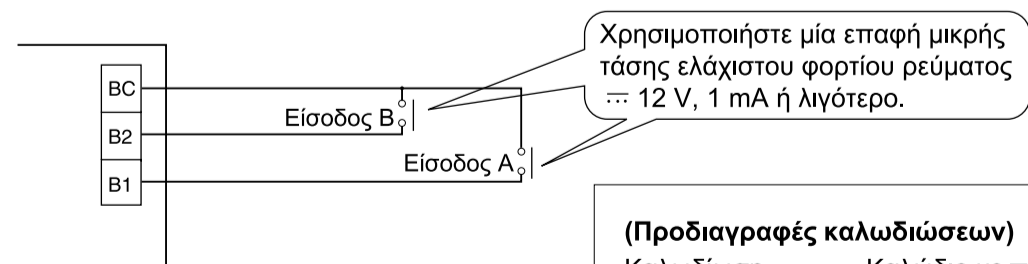 Χρησιμοποιήστε μία επαφή μικρής
τάσης ελάχιστου φορτίου ρεύματος
⎓ 12 V, 1 mA ή λιγότερο.
BC
Είσοδος B
B2
Είσοδος A
B1
(Προδιαγραφές καλωδιώσεων)